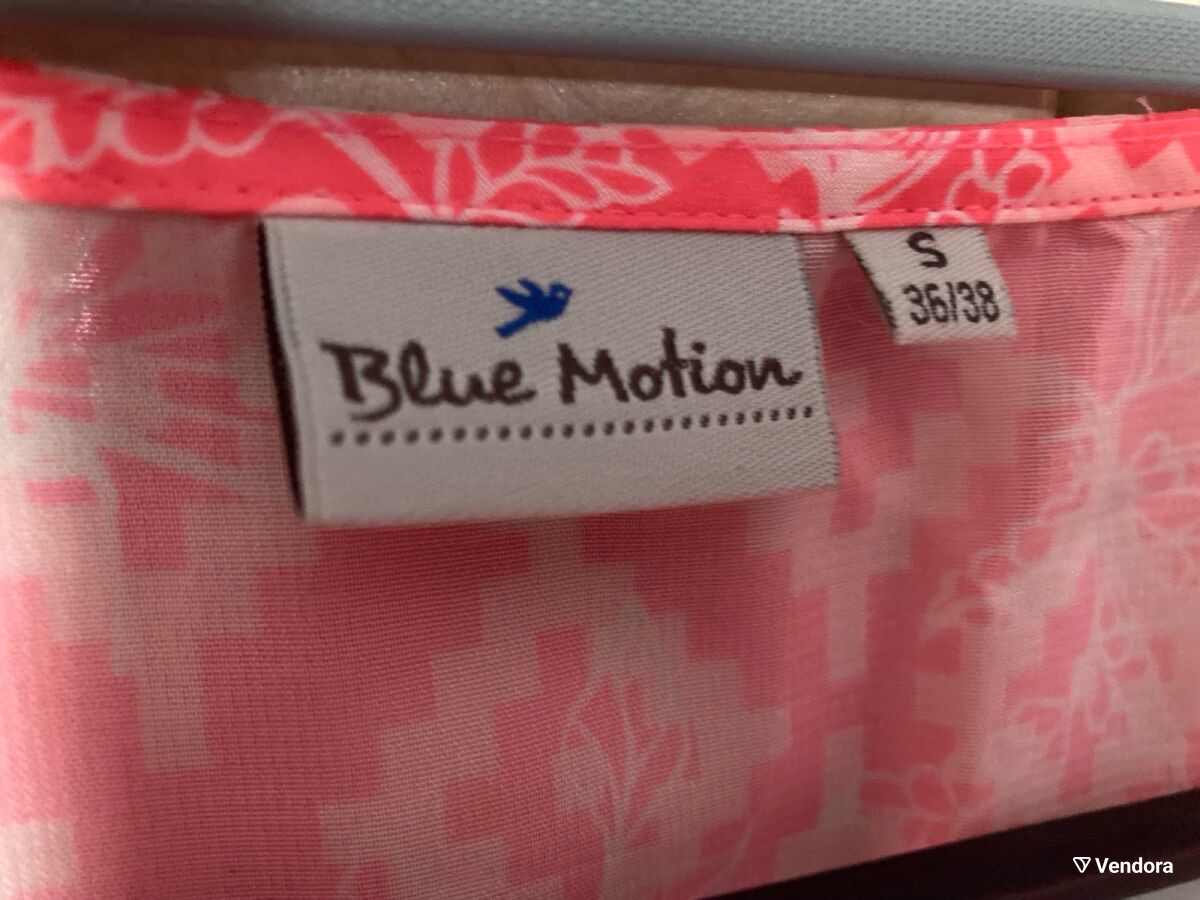 Blue Motion
S
36/38
Vendora